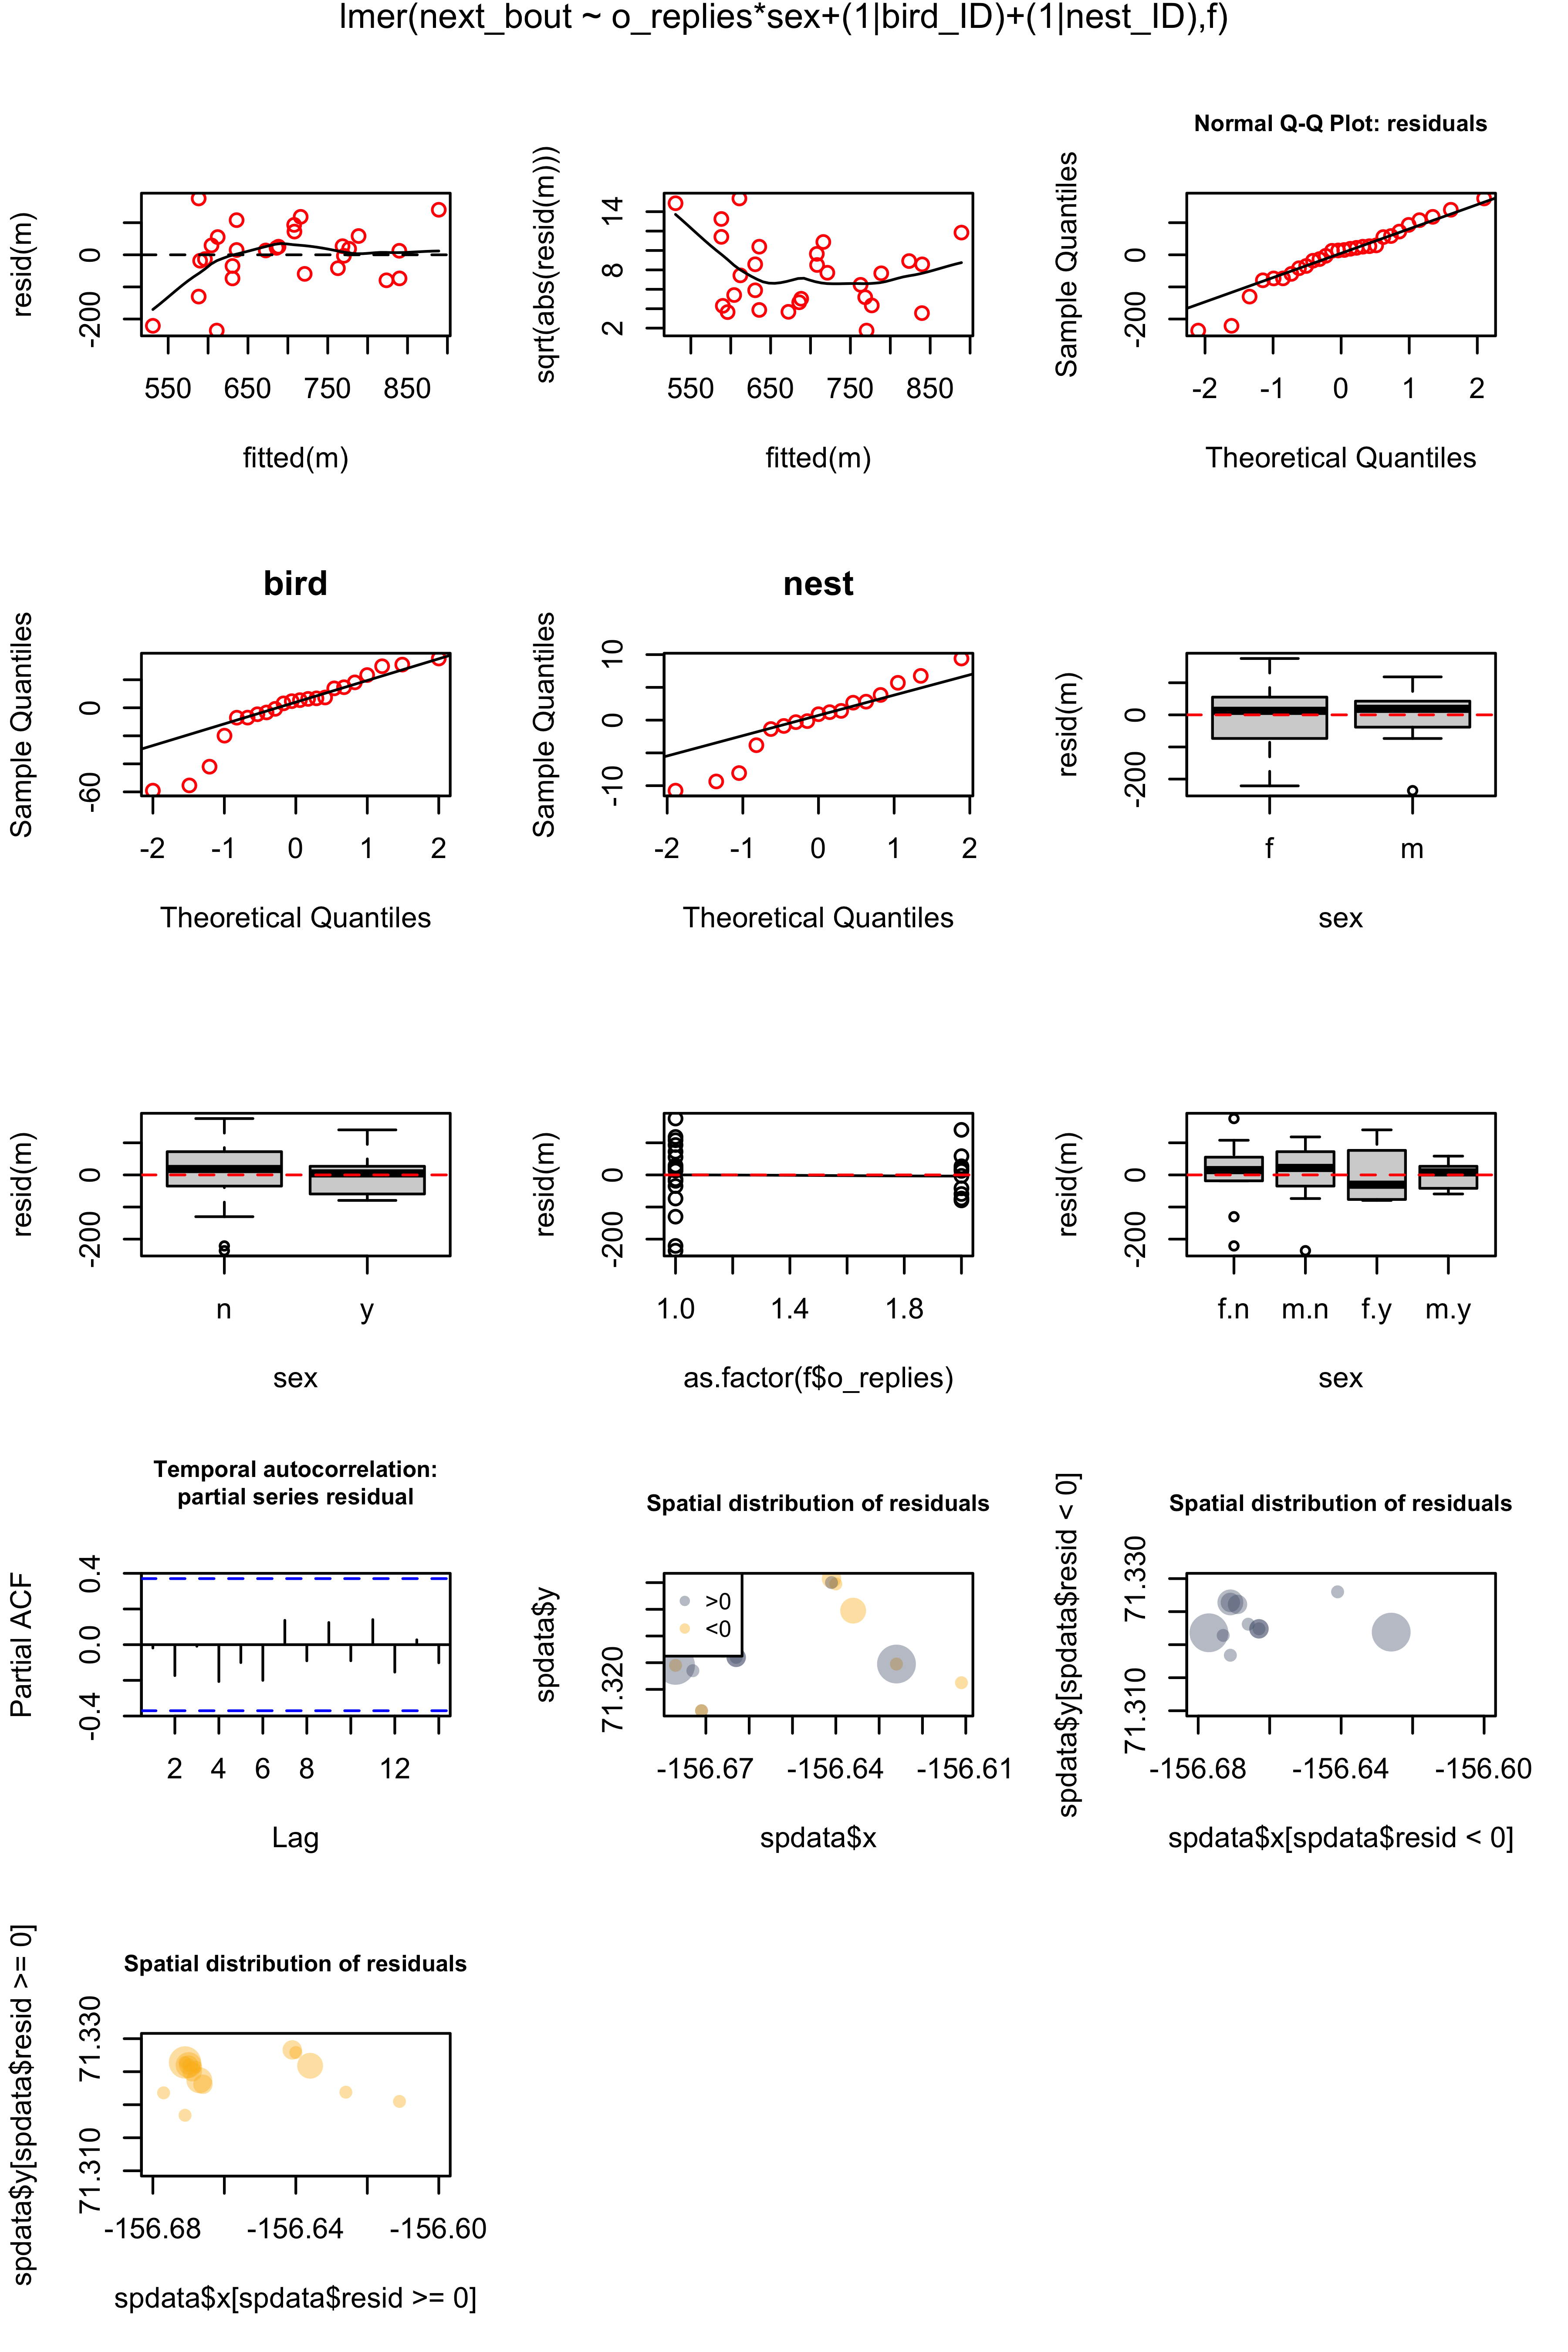 lmer(next_bout ~ o_replies*sex+(1|bird_ID)+(1|nest_ID),f)
resid(m)
0
-200
550 650 750 850
fitted(m)
sqrt(abs(resid(m)))
14
8
2
550 650 750 850
fitted(m)
Normal Q-Q Plot: residuals
Sample Quantiles
0
-200
-2 -1 0 1 2
Theoretical Quantiles
bird
Sample Quantiles
0
-60
-2 -1 0 1 2
Theoretical Quantiles
nest
Sample Quantiles
10
0
-10
-2 -1 0 1 2
Theoretical Quantiles
resid(m)
0
-200
f m
sex
resid(m)
0
-200
n y
sex
resid(m)
0
-200
1.0 1.4 1.8
as.factor(f$o_replies)
resid(m)
0
-200
f.n m.n f.y m.y
sex
Temporal autocorrelation:
partial series residual
Partial ACF
0.4
0.0
-0.4
2 4 6 8 12
Lag
Spatial distribution of residuals
spdata$y
71.320
>0
<0
-156.67 -156.64 -156.61
spdata$x
Spatial distribution of residuals
spdata$y[spdata$resid < 0]
71.330
71.310
-156.68 -156.64 -156.60
spdata$x[spdata$resid < 0]
Spatial distribution of residuals
spdata$y[spdata$resid >= 0]
71.330
71.310
-156.68 -156.64 -156.60
spdata$x[spdata$resid >= 0]